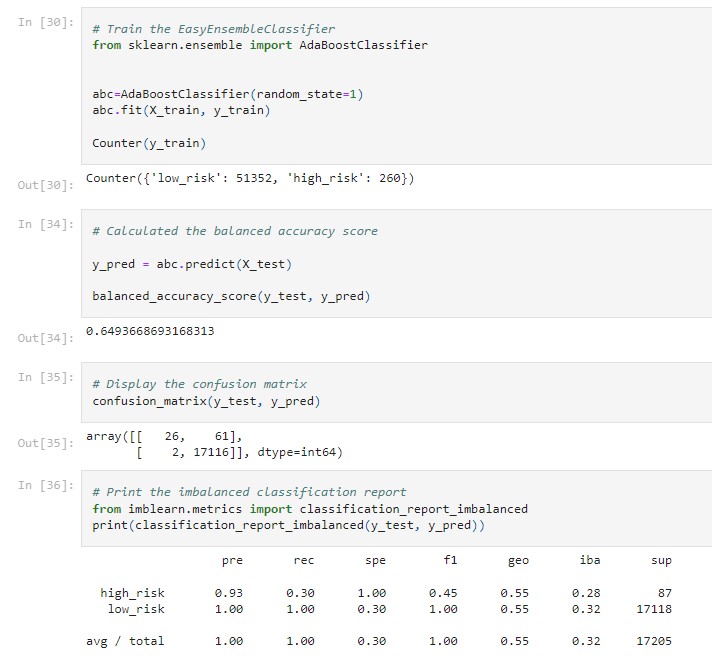 In [30]: # Train the EasyEnsembleClassifier
from sklearn.ensemble import AdaBoostClassifier
abc=AdaBoostClassifier(random_state=1)
abc.fit(X_train, y_train)
Counter(y_train)
Out[30]: Counter({'low_risk': 51352, 'high_risk': 260})
In [34]: # Calculated the balanced accuracy score
y_pred = abc.predict(X_test)
balanced_accuracy_score(y_test, y_pred)
Out[34]: 0.6493668693168313
In [35]: # Display the confusion matrix
confusion_matrix(y_test, y_pred)
Out[35]: array([[   26,    61],
       [    2, 17116]], dtype=int64)
In [36]: # Print the imbalanced classification report
from imblearn.metrics import classification_report_imbalanced
print(classification_report_imbalanced(y_test, y_pred))
pre rec spe f1 geo iba sup
high_risk 0.93 0.30 1.00 0.45 0.55 0.28 87
low_risk 1.00 1.00 0.30 1.00 0.55 0.32 17118
avg / total 1.00 1.00 0.30 1.00 0.55 0.32 17205